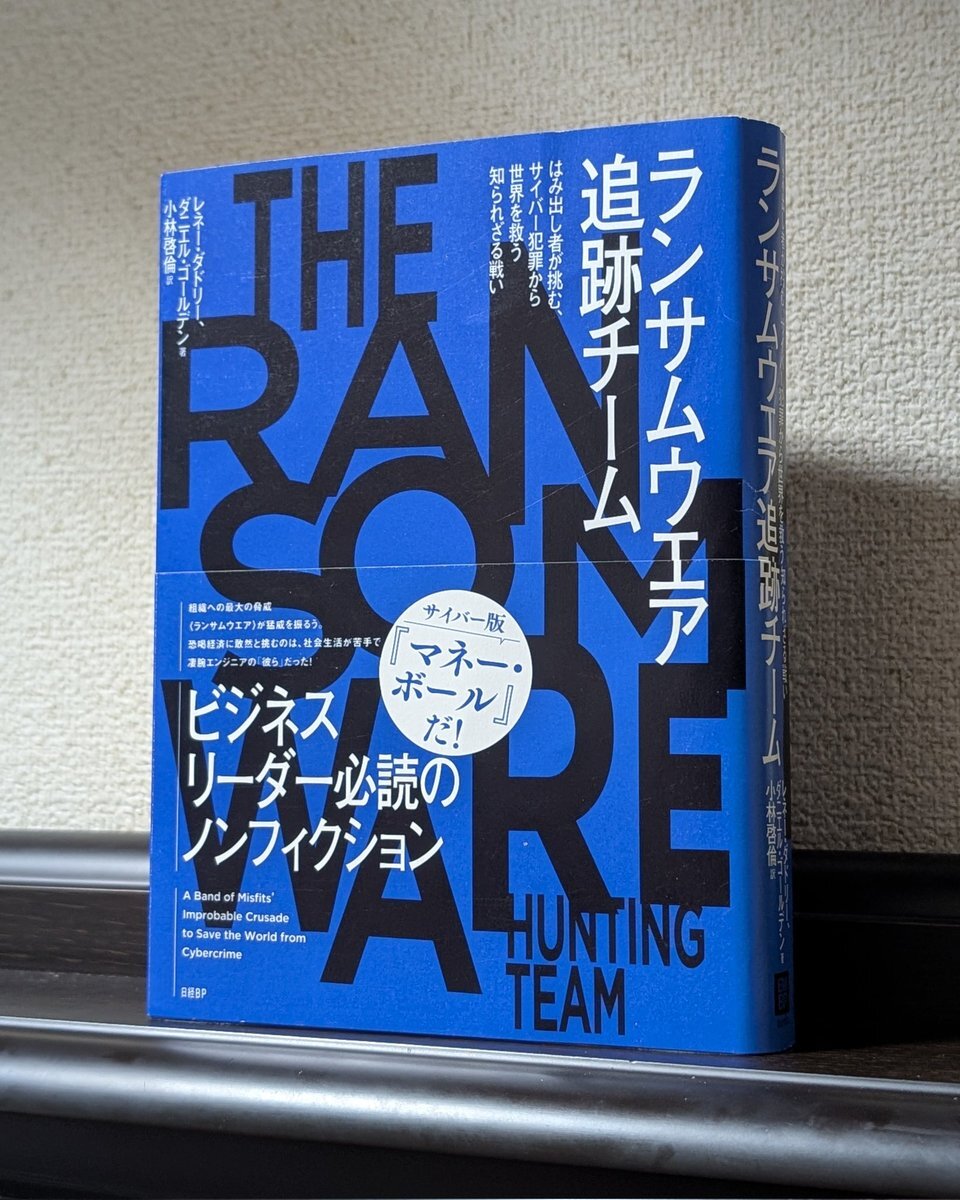 ランサムウエア
追跡チーム
はみ出し者が挑む、
サイバー犯罪から
世界を救う
知られざる戦い
レネー・ダドリー、
ダニエル・ゴールデン 著
小林啓倫 訳
THE
RAN
SOM
WARE
HUNTING
TEAM
組織への最大の脅威
《ランサムウエア》が猛威を振るう。
恐喝経済に敢然と挑むのは、社会生活が苦手で
凄腕エンジニアの「彼ら」だった!
サイバー版
『マネー・
ボール』
だ!
ビジネス
リーダー必読の
ノンフィクション
A Band of Misfits'
Improbable Crusade
to Save the World from
Cybercrime
日経BP
ランサムウエア追跡チーム
レネー・ダドリー、
ダニエル・ゴールデン 著
小林啓倫 訳